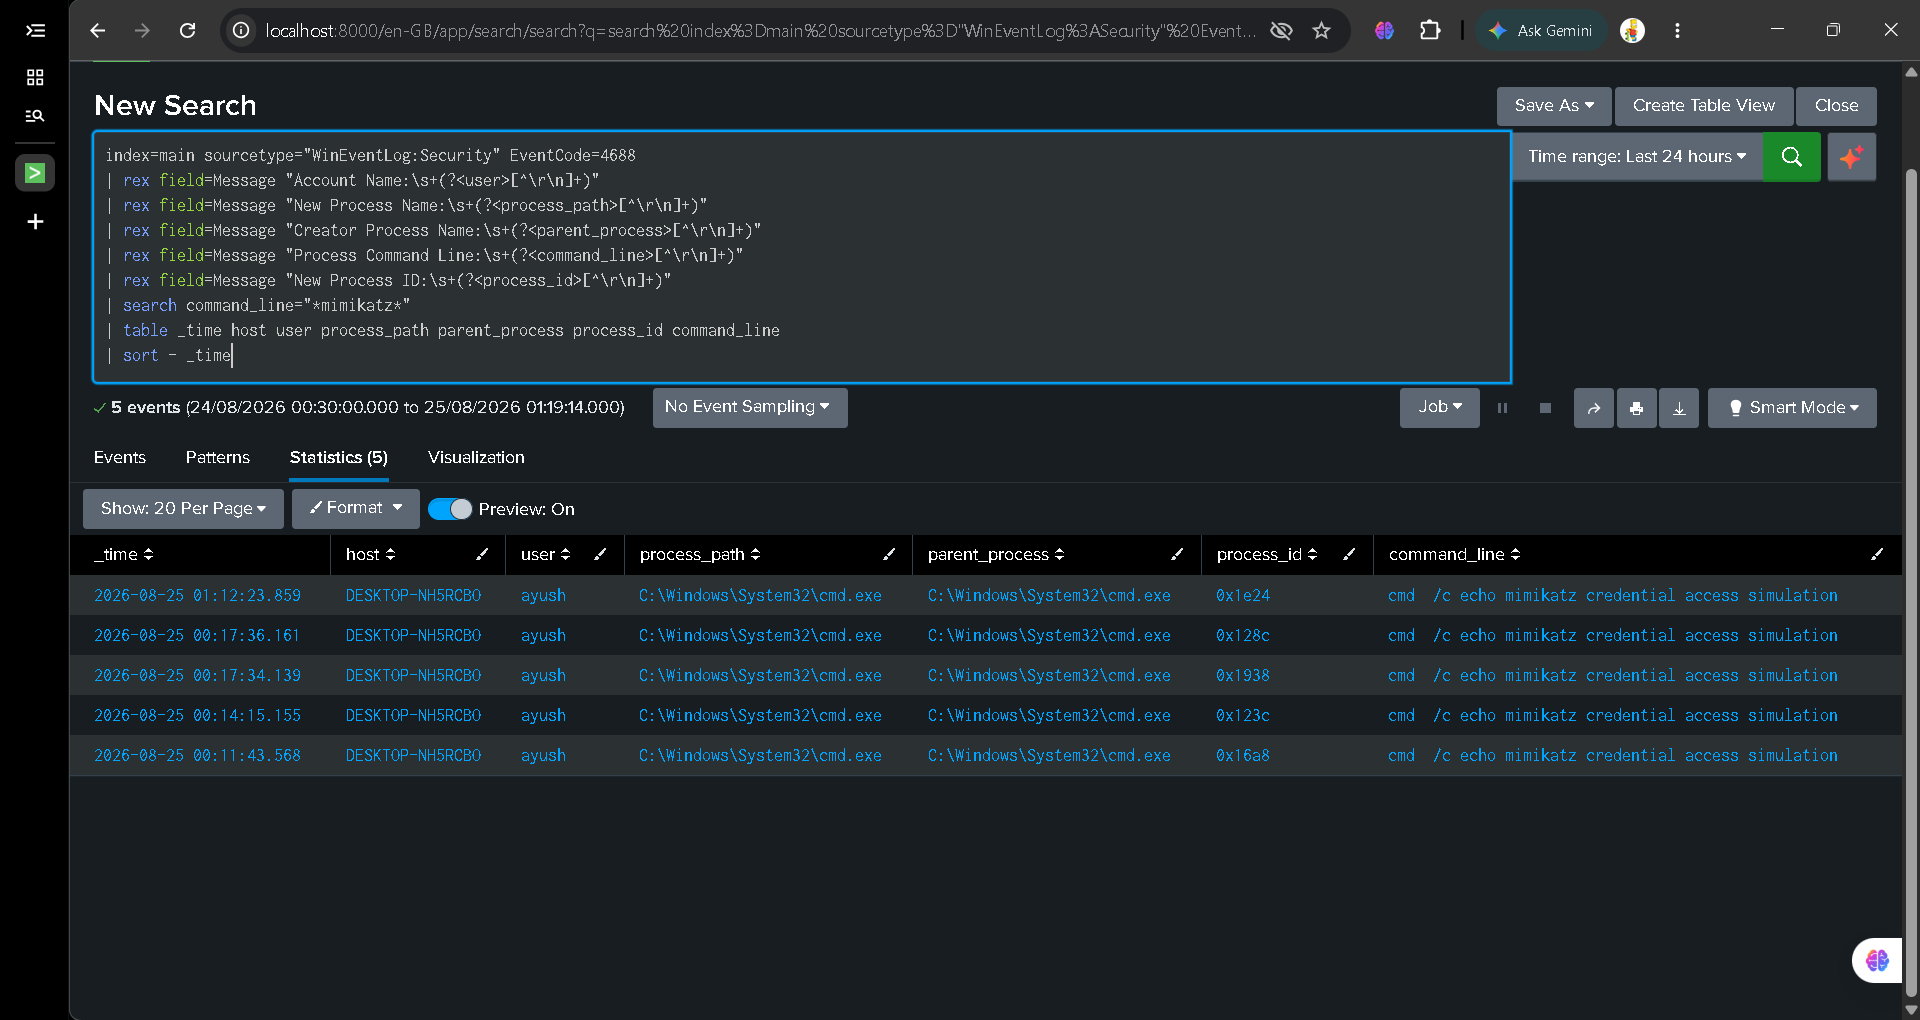 localhost:8000/en-GB/app/search/search?q=search%20index%3Dmain%20sourcetype%3D"WinEventLog%3ASecurity"%20Event...
Ask Gemini
New Search
Save As
Create Table View
Close
index=main sourcetype="WinEventLog:Security" EventCode=4688
| rex field=Message "Account Name:\s+(?<user>[^\r\n]+)"
| rex field=Message "New Process Name:\s+(?<process_path>[^\r\n]+)"
| rex field=Message "Creator Process Name:\s+(?<parent_process>[^\r\n]+)"
| rex field=Message "Process Command Line:\s+(?<command_line>[^\r\n]+)"
| rex field=Message "New Process ID:\s+(?<process_id>[^\r\n]+)"
| search command_line="*mimikatz*"
| table _time host user process_path parent_process process_id command_line
| sort - _time
Time range: Last 24 hours
5 events (24/08/2026 00:30:00.000 to 25/08/2026 01:19:14.000)
No Event Sampling
Job
Smart Mode
Events Patterns Statistics (5) Visualization
Show: 20 Per Page
Format
Preview: On
_time host user process_path parent_process process_id command_line
2026-08-25 01:12:23.859 DESKTOP-NH5RCBO ayush C:\Windows\System32\cmd.exe C:\Windows\System32\cmd.exe 0x1e24 cmd  /c echo mimikatz credential access simulation
2026-08-25 00:17:36.161 DESKTOP-NH5RCBO ayush C:\Windows\System32\cmd.exe C:\Windows\System32\cmd.exe 0x128c cmd  /c echo mimikatz credential access simulation
2026-08-25 00:17:34.139 DESKTOP-NH5RCBO ayush C:\Windows\System32\cmd.exe C:\Windows\System32\cmd.exe 0x1938 cmd  /c echo mimikatz credential access simulation
2026-08-25 00:14:15.155 DESKTOP-NH5RCBO ayush C:\Windows\System32\cmd.exe C:\Windows\System32\cmd.exe 0x123c cmd  /c echo mimikatz credential access simulation
2026-08-25 00:11:43.568 DESKTOP-NH5RCBO ayush C:\Windows\System32\cmd.exe C:\Windows\System32\cmd.exe 0x16a8 cmd  /c echo mimikatz credential access simulation